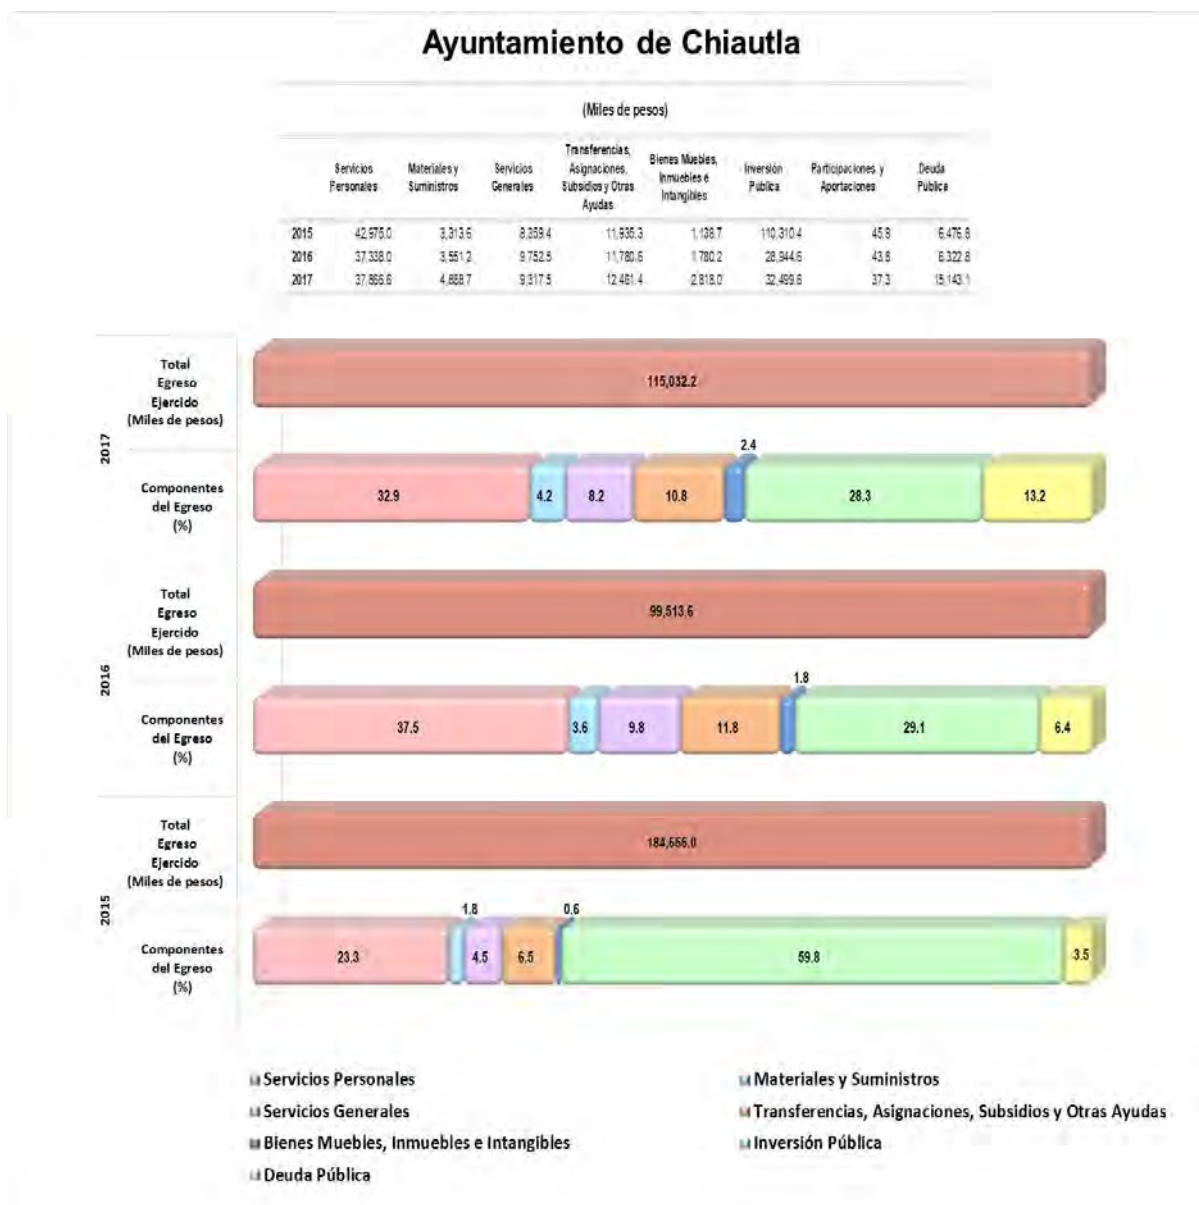 Ayuntamiento de Chiautla
(Miles de pesos)
Servicios Personales
Materiales y Suministros
Servicios Generales
Transferencias, Asignaciones, Subsidios y Otras Ayudas
Bienes Muebles, Inmuebles e Intangibles
Inversión Pública
Participaciones y Aportaciones
Deuda Pública
2015 42,975.0 3,313.6 8,359.4 11,935.3 1,138.7 110,310.4 45.8 6,476.8
2016 37,338.0 3,551.2 9,752.5 11,780.6 1,780.2 28,944.6 43.8 6,322.8
2017 37,866.6 4,888.7 9,317.5 12,461.4 2,818.0 32,499.6 37.3 15,143.1
2017
Total
Egreso
Ejercido
(Miles de pesos)
115,032.2
Componentes
del Egreso
(%)
32.9 4.2 8.2 10.8 2.4 28.3 13.2
2016
Total
Egreso
Ejercido
(Miles de pesos)
99,513.6
Componentes
del Egreso
(%)
37.5 3.6 9.8 11.8 1.8 29.1 6.4
2015
Total
Egreso
Ejercido
(Miles de pesos)
184,555.0
Componentes
del Egreso
(%)
23.3 1.8 4.5 6.5 0.6 59.8 3.5
Servicios Personales
Materiales y Suministros
Servicios Generales
Transferencias, Asignaciones, Subsidios y Otras Ayudas
Bienes Muebles, Inmuebles e Intangibles
Inversión Pública
Deuda Pública